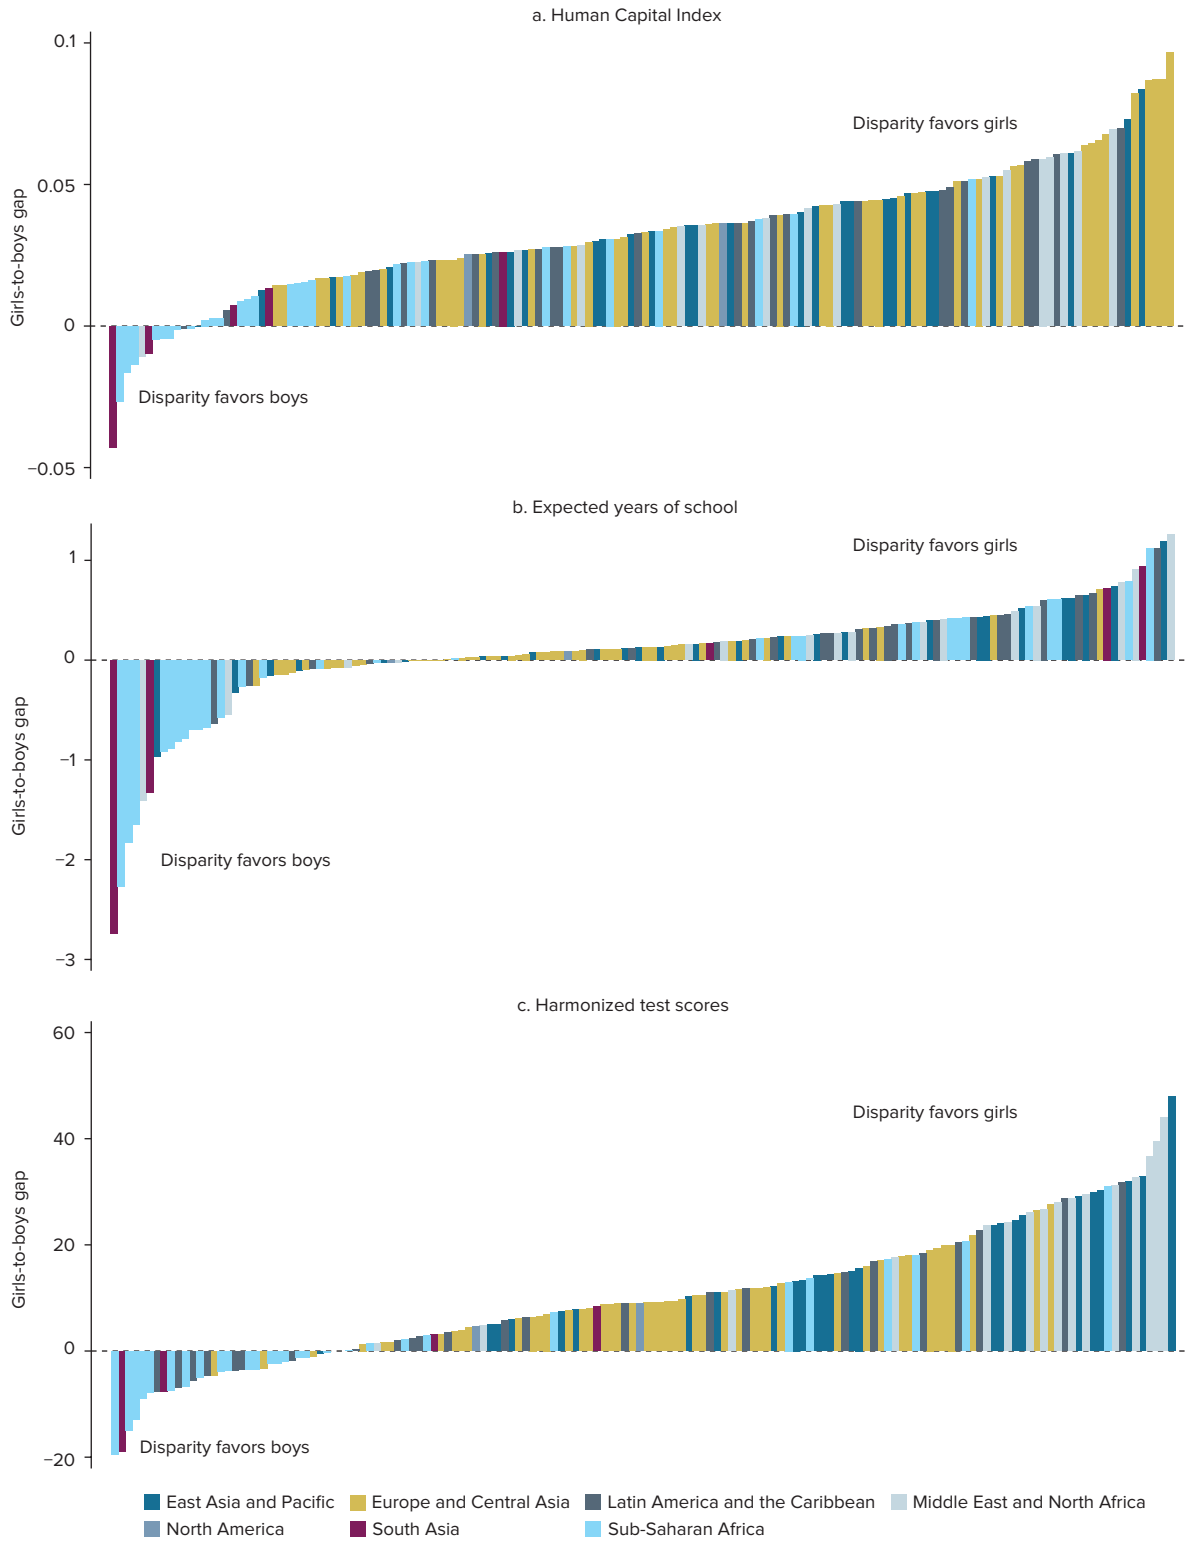 a. Human Capital Index
0.1
Disparity favors girls
0.05
Girls-to-boys gap
0
Disparity favors boys
−0.05
b. Expected years of school
Disparity favors girls
1
0
Girls-to-boys gap
−1
Disparity favors boys
−2
−3
c. Harmonized test scores
60
Disparity favors girls
40
Girls-to-boys gap
20
0
Disparity favors boys
−20
East Asia and Pacific Europe and Central Asia Latin America and the Caribbean Middle East and North Africa
North America South Asia Sub-Saharan Africa